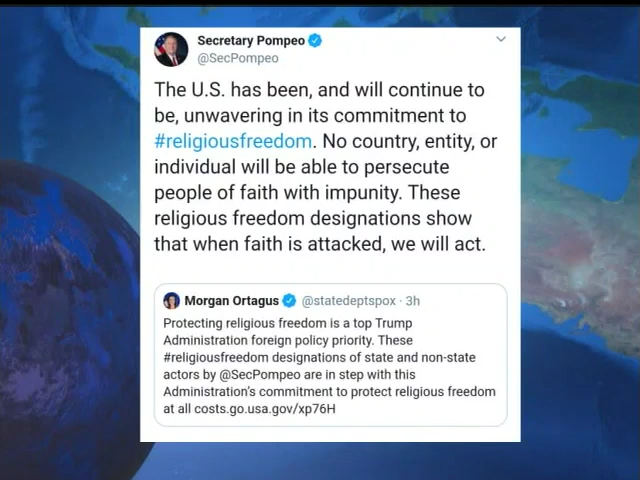 Secretary Pompeo
@SecPompeo
The U.S. has been, and will continue to
be, unwavering in its commitment to
#religiousfreedom. No country, entity, or
individual will be able to persecute
people of faith with impunity. These
religious freedom designations show
that when faith is attacked, we will act.
Morgan Ortagus @statedeptspox · 3h
Protecting religious freedom is a top Trump
Administration foreign policy priority. These
#religiousfreedom designations of state and non-state
actors by @SecPompeo are in step with this
Administration's commitment to protect religious freedom
at all costs.go.usa.gov/xp76H